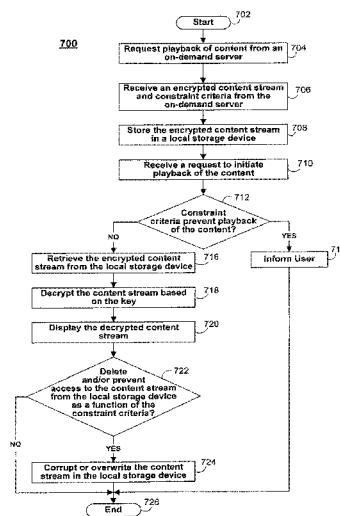 Start
702
700
Request playback of content from an
on-demand server
704
Receive an encrypted content stream
and constraint criteria from the
on-demand server
706
Store the encrypted content stream
in a local storage device
708
Receive a request to initiate
playback of the content
710
712
Constraint
criteria prevent playback
of the content?
NO
YES
Retrieve the encrypted content
stream from the local storage device
716
Inform User
71
Decrypt the content stream based
on the key
718
Display the decrypted content
stream
720
722
Delete
and/or prevent
access to the content stream
from the local storage device
as a function of the
constraint criteria?
NO
YES
Corrupt or overwrite the content
stream in the local storage device
724
End
726